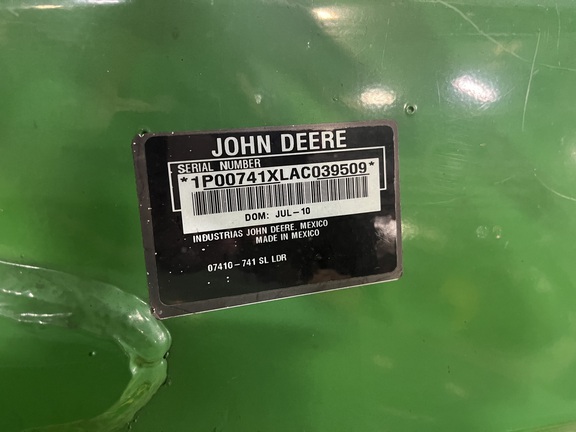 JOHN DEERE
SERIAL NUMBER
*1P00741XLAC039509*
DOM: JUL-10
INDUSTRIAS JOHN DEERE, MEXICO
MADE IN MEXICO
07410-741 SL LDR